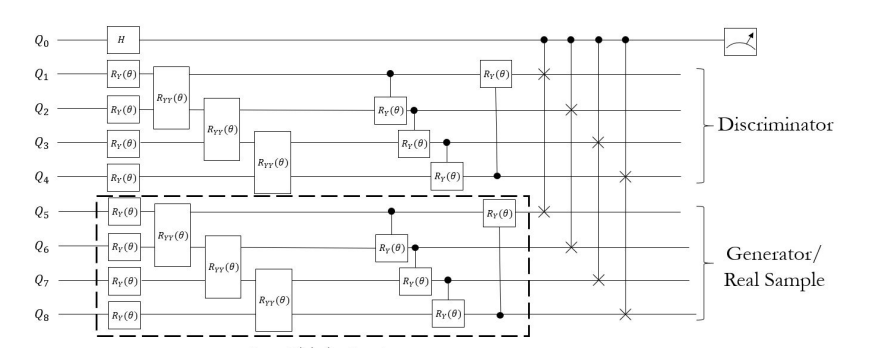 Q0 H
Q1 RY(θ) RYY(θ) RY(θ)
Q2 RY(θ) RYY(θ) RY(θ)
Q3 RY(θ) RYY(θ) RY(θ)
Q4 RY(θ) RY(θ)
Discriminator
Q5 RY(θ) RYY(θ) RY(θ)
Q6 RY(θ) RYY(θ) RY(θ)
Q7 RY(θ) RYY(θ) RY(θ)
Q8 RY(θ) RY(θ)
Generator/
Real Sample